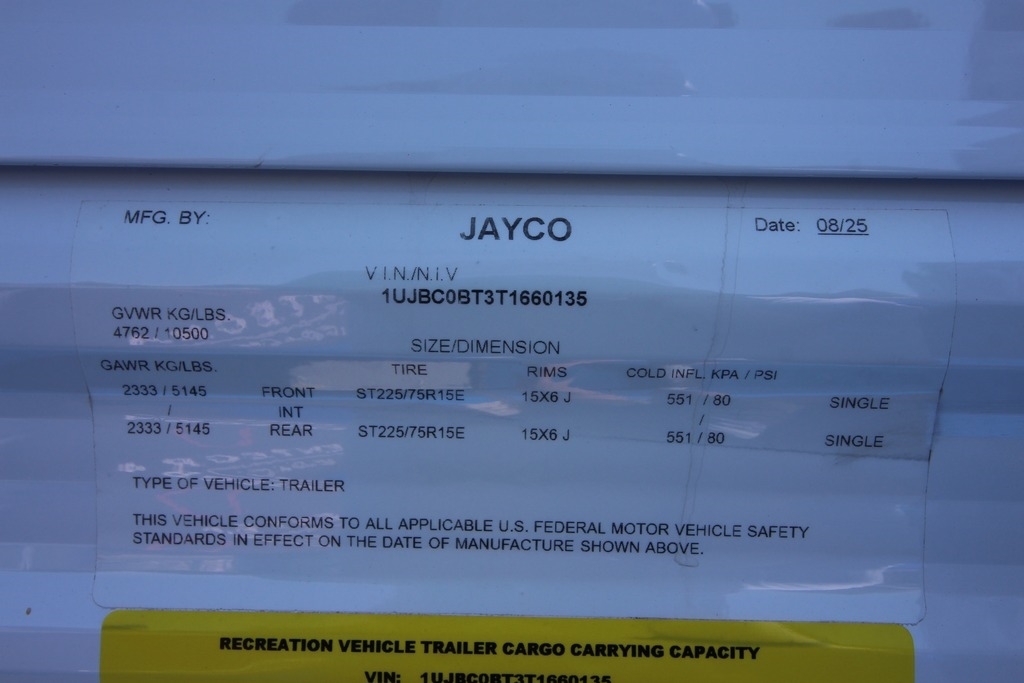 MFG. BY: JAYCO Date: 08/25
V.I.N./N.I.V
1UJBC0BT3T1660135
GVWR KG/LBS.
4762 / 10500
SIZE/DIMENSION
GAWR KG/LBS. TIRE RIMS COLD INFL. KPA / PSI
2333 / 5145 FRONT ST225/75R15E 15X6 J 551 / 80 SINGLE
/ INT /
2333 / 5145 REAR ST225/75R15E 15X6 J 551 / 80 SINGLE
TYPE OF VEHICLE: TRAILER
THIS VEHICLE CONFORMS TO ALL APPLICABLE U.S. FEDERAL MOTOR VEHICLE SAFETY
STANDARDS IN EFFECT ON THE DATE OF MANUFACTURE SHOWN ABOVE.
RECREATION VEHICLE TRAILER CARGO CARRYING CAPACITY
VIN: 1UJBC0BT3T1660135